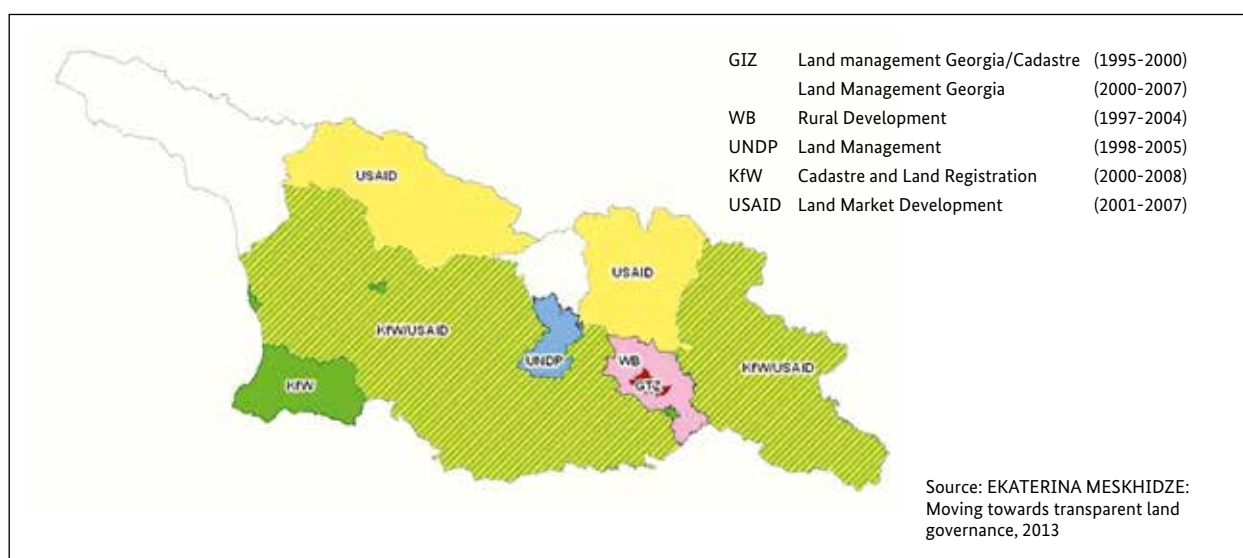 GIZ Land management Georgia/Cadastre (1995-2000)
Land Management Georgia (2000-2007)
WB Rural Development (1997-2004)
UNDP Land Management (1998-2005)
KfW Cadastre and Land Registration (2000-2008)
USAID Land Market Development (2001-2007)
USAID
USAID
KfW/USAID
UNDP
WB
GTZ
KfW/USAID
KfW
Source: EKATERINA MESKHIDZE:
Moving towards transparent land
governance, 2013